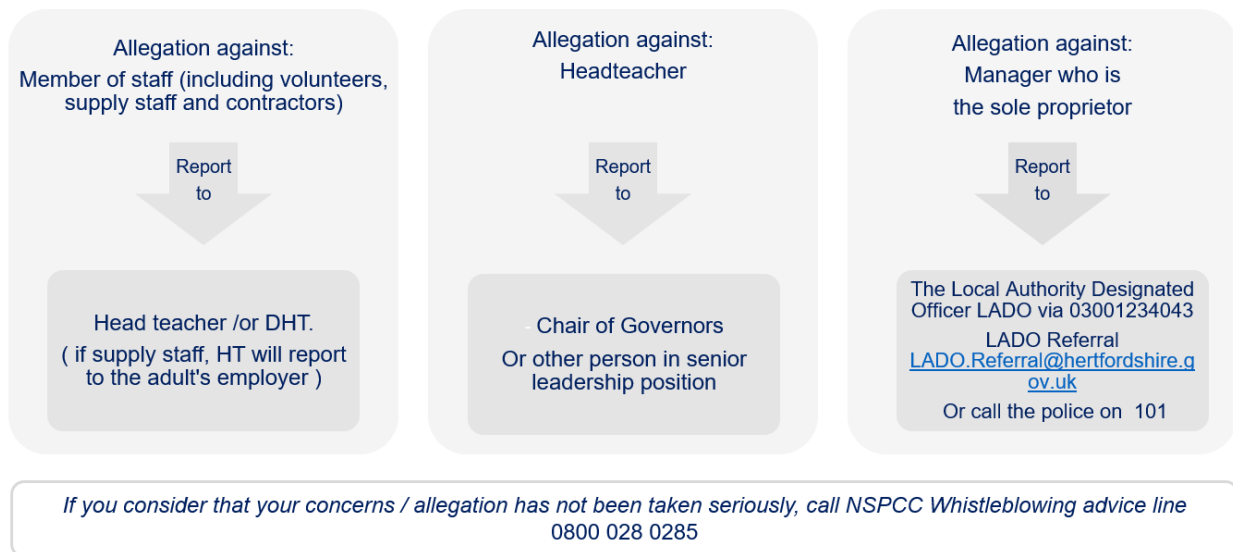 Allegation against:
Member of staff (including volunteers,
supply staff and contractors)
Report
to
Head teacher /or DHT.
( if supply staff, HT will report
to the adult's employer )
Allegation against:
Headteacher
Report
to
- Chair of Governors
Or other person in senior
leadership position
Allegation against:
Manager who is
the sole proprietor
Report
to
The Local Authority Designated
Officer LADO via 03001234043
LADO Referral
LADO.Referral@hertfordshire.g
ov.uk
Or call the police on  101
If you consider that your concerns / allegation has not been taken seriously, call NSPCC Whistleblowing advice line
0800 028 0285